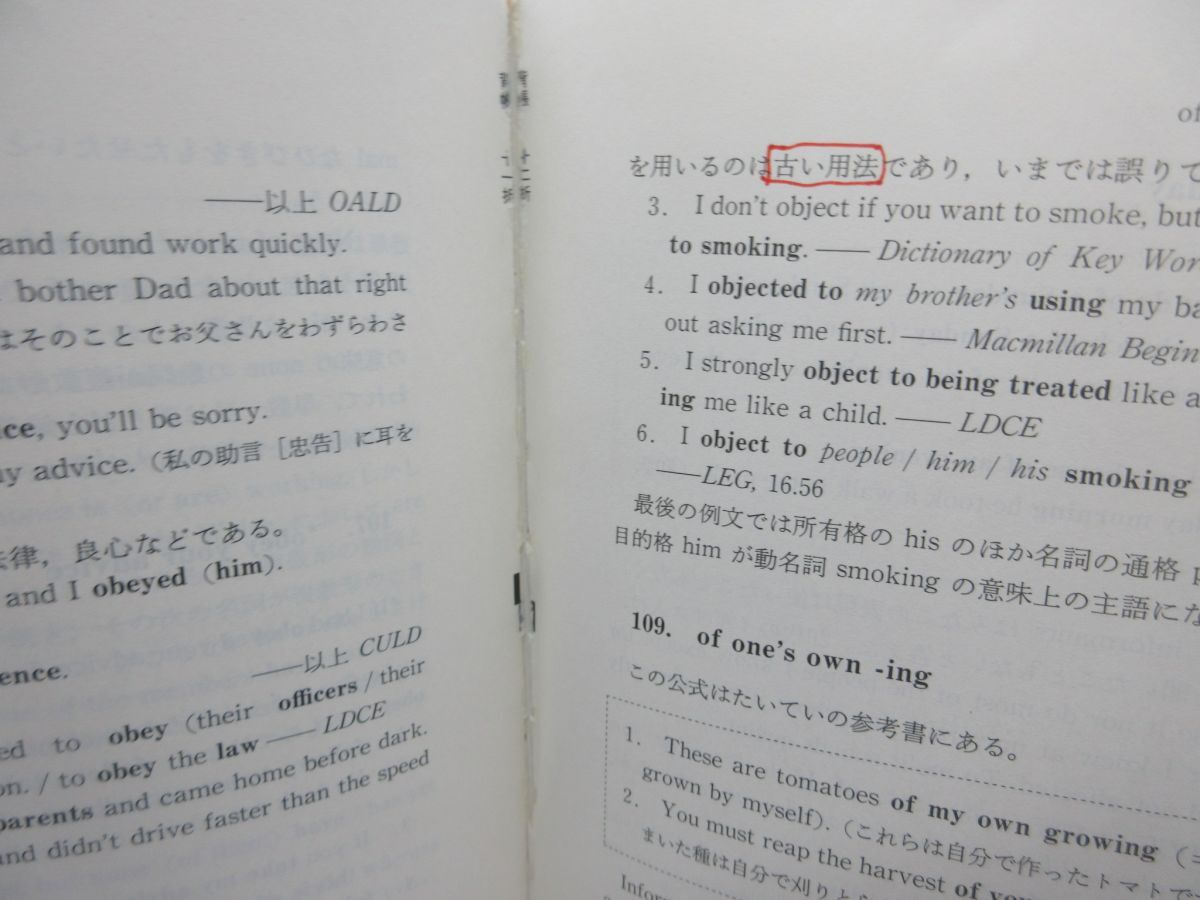 ——以上 OALD
and found work quickly.
bother Dad about that right
はそのことでお父さんをわずらわさ
ce, you'll be sorry.
my advice.（私の助言［忠告］に耳を
律，良心などである。
and I obeyed (him).
ence.
——以上 CULD
ed to obey (their officers / their
on. / to obey the law —— LDCE
parents and came home before dark.
and didn't drive faster than the speed
of
を用いるのは古い用法であり，いまでは誤りで
3. I don't object if you want to smoke, but
to smoking. —— Dictionary of Key Wor
4. I objected to my brother's using my
out asking me first. —— Macmillan Begin
5. I strongly object to being treated like a
ing me like a child. —— LDCE
6. I object to people / him / his smoking
——LEG, 16.56
最後の例文では所有格の his のほか名詞の通格 p
目的格 him が動名詞 smoking の意味上の主語にな
109. of one's own -ing
この公式はたいていの参考書にある。
1. These are tomatoes of my own growing (=
grown by myself).（これらは自分で作ったトマトで
2. You must reap the harvest of
まいた種は自分で刈りと
Inform